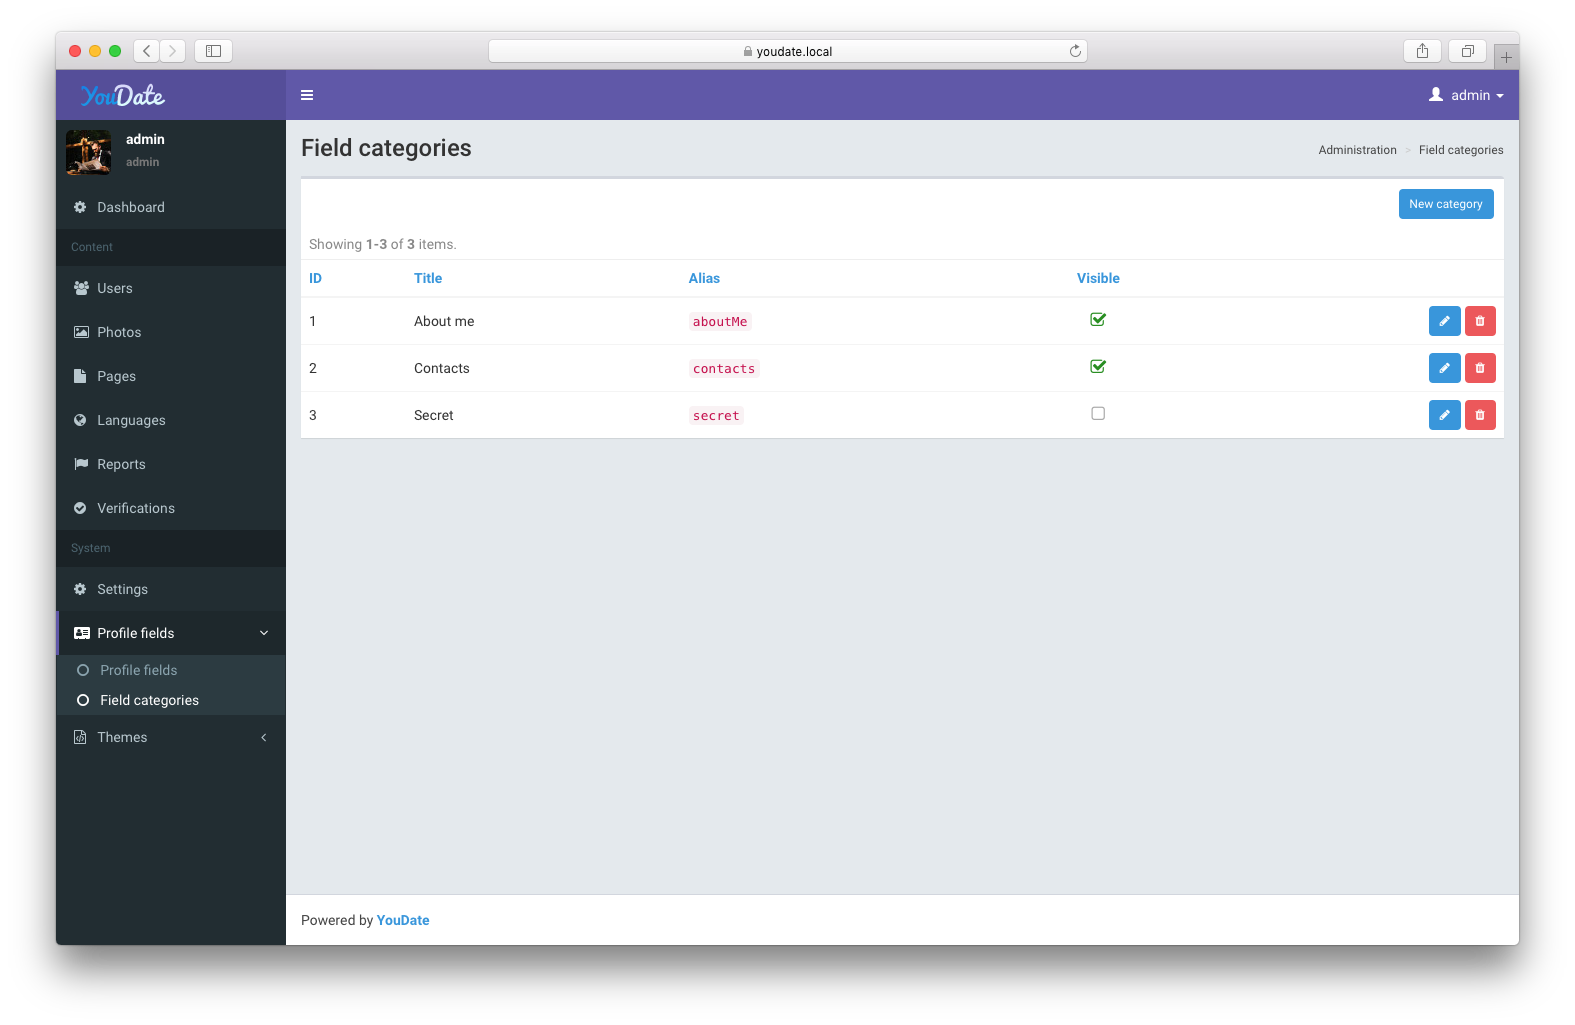 youdate.local
YouDate
admin
admin
admin
Dashboard
Content
Users
Photos
Pages
Languages
Reports
Verifications
System
Settings
Profile fields
Profile fields
Field categories
Themes
Field categories
Administration > Field categories
New category
Showing 1-3 of 3 items.
ID Title Alias Visible
1 About me aboutMe
2 Contacts contacts
3 Secret secret
Powered by YouDate